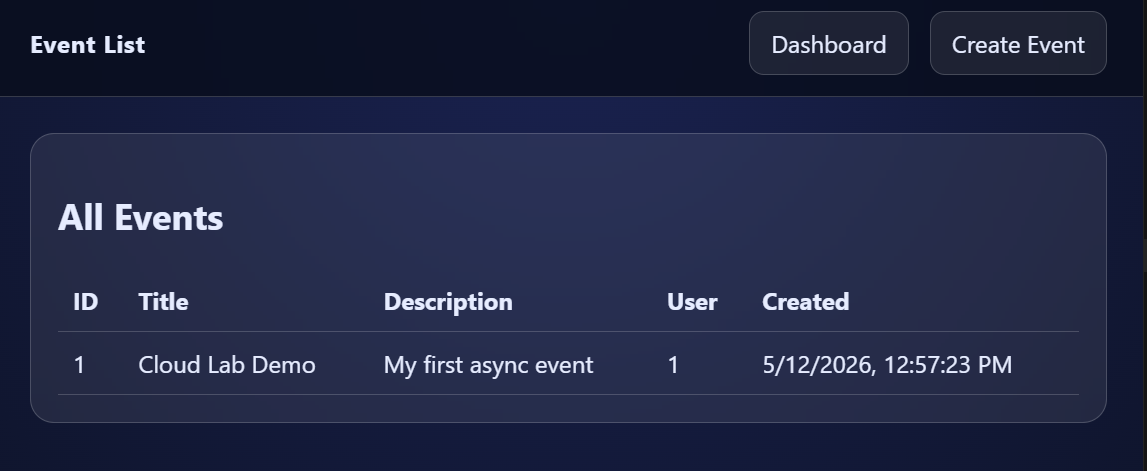 Event List Dashboard Create Event
All Events
ID Title Description User Created
1 Cloud Lab Demo My first async event 1 5/12/2026, 12:57:23 PM